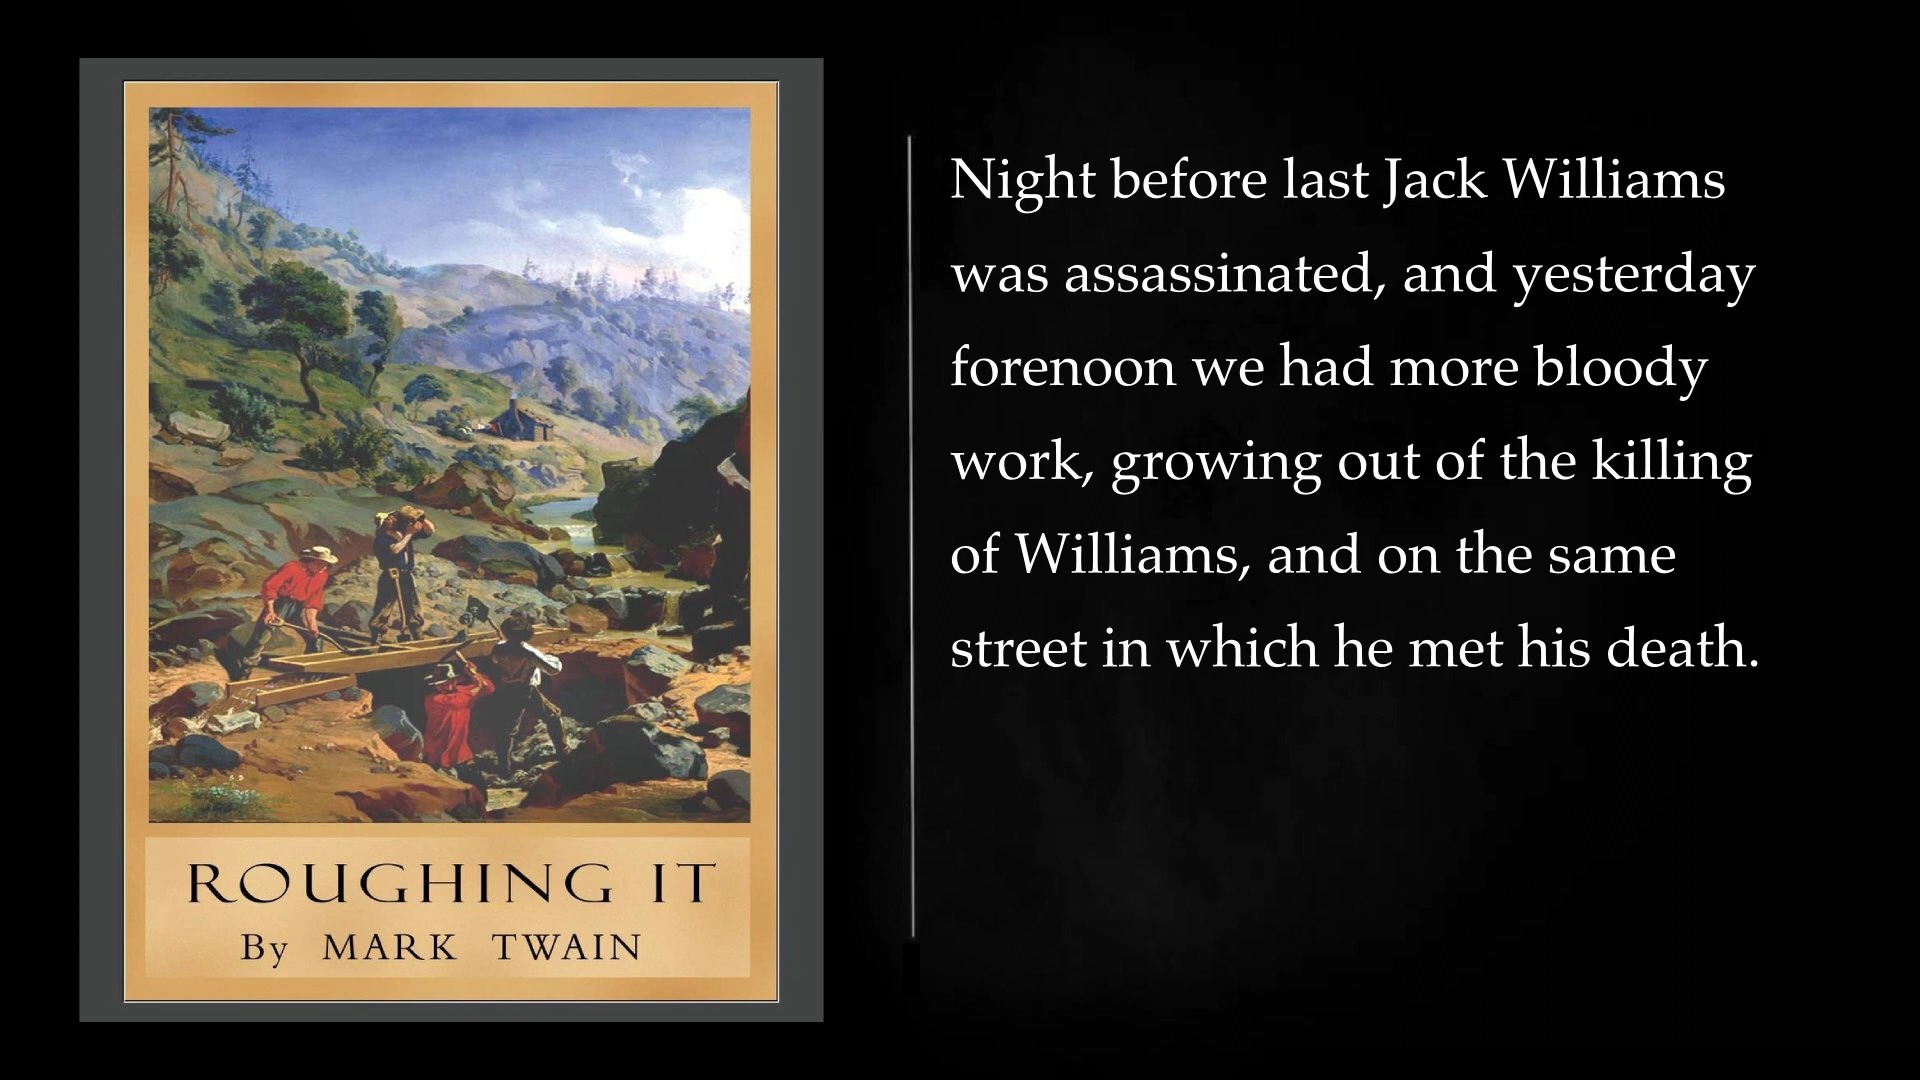 ROUGHING IT
By MARK TWAIN
Night before last Jack Williams
was assassinated, and yesterday
forenoon we had more bloody
work, growing out of the killing
of Williams, and on the same
street in which he met his death.